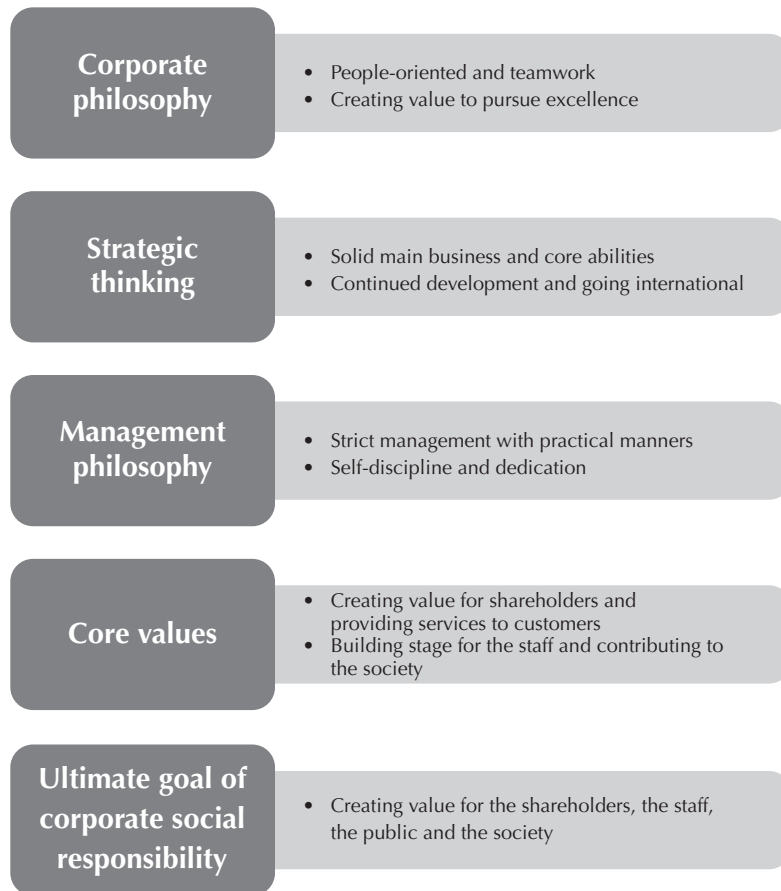 Corporate
philosophy
• People-oriented and teamwork
• Creating value to pursue excellence
Strategic
thinking
• Solid main business and core abilities
• Continued development and going international
Management
philosophy
• Strict management with practical manners
• Self-discipline and dedication
Core values
• Creating value for shareholders and
providing services to customers
• Building stage for the staff and contributing to
the society
Ultimate goal of
corporate social
responsibility
• Creating value for the shareholders, the staff,
the public and the society